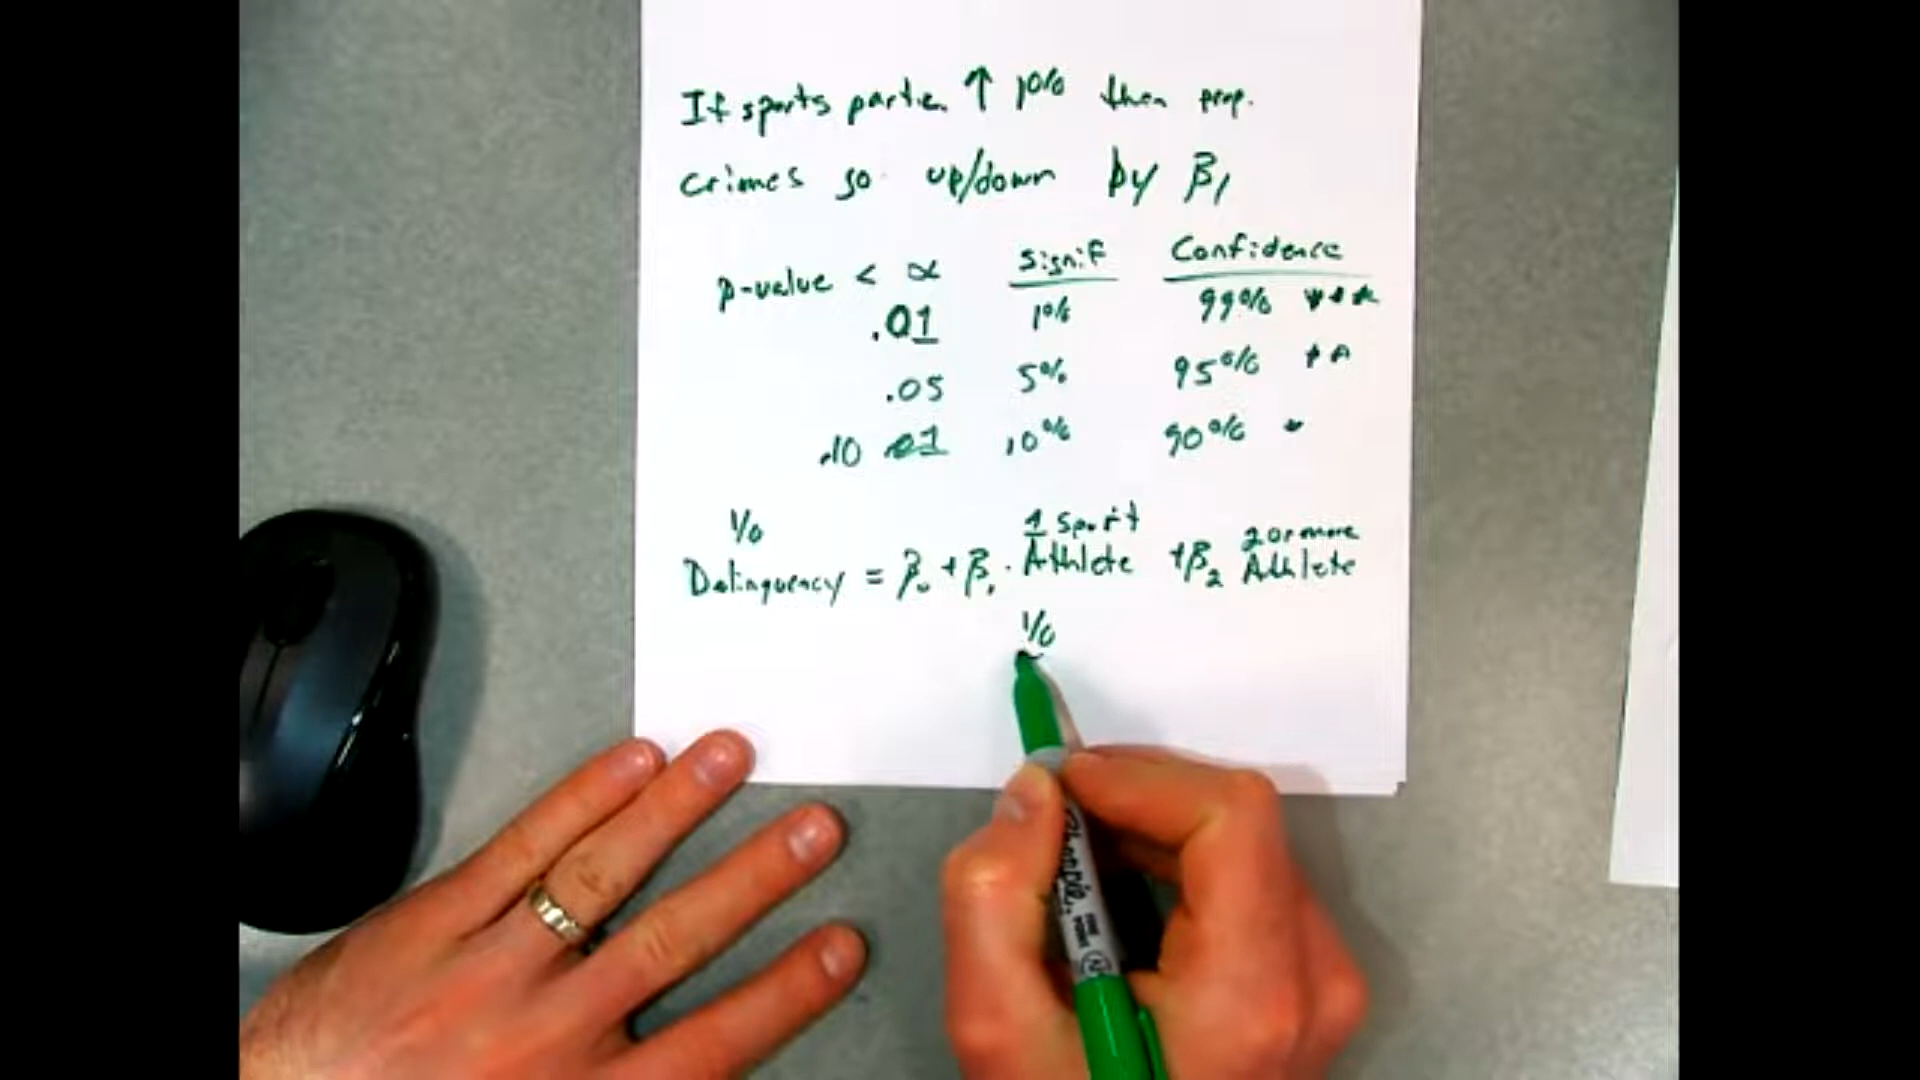 If sports partic. ↑ 10% then prop.
crimes go up/down by β₁
p-value < α Signif Confidence
.01 1% 99% ***
.05 5% 95% **
.10 .01 10% 90% *
1/0
Delinquency = β₀ + β₁ · 1 Sport Athlete + β₂ 2 or more Athlete
1/0
Sharpie.